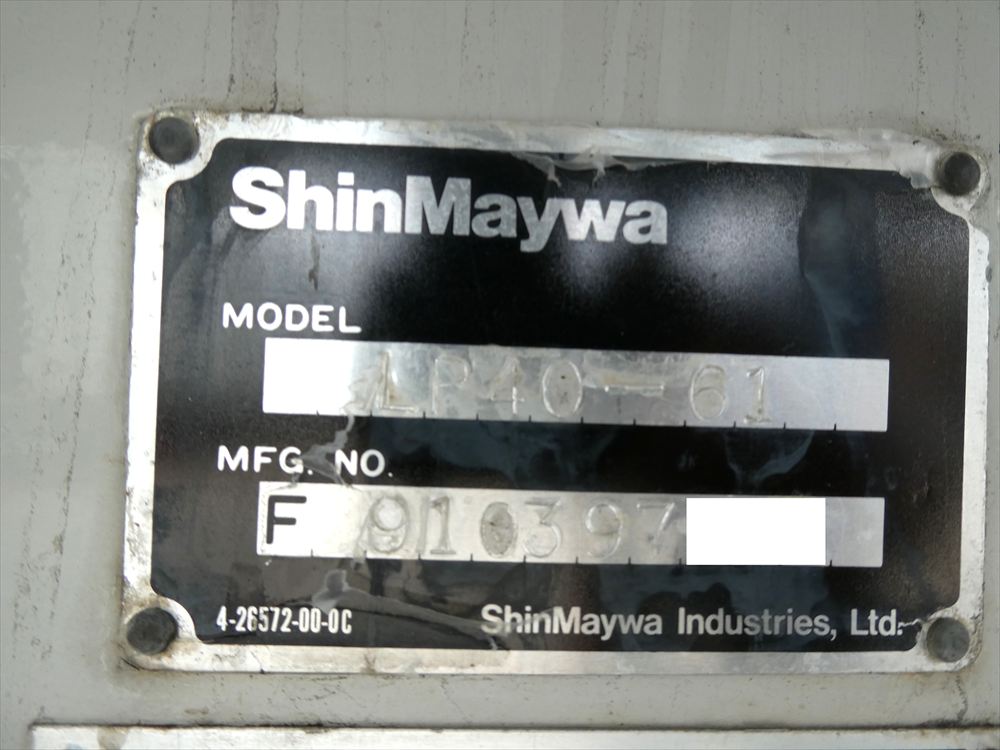 ShinMaywa
MODEL
LP40-61
MFG. NO.
F 910397
4-26572-00-0C
ShinMaywa Industries, Ltd.